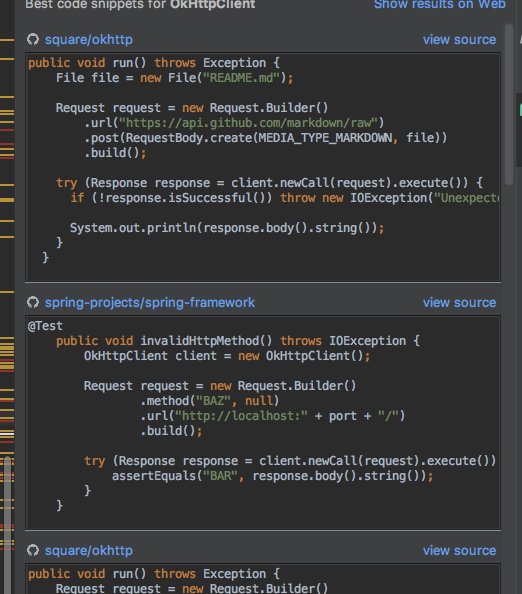 Best code snippets for OkHttpClient Show results on Web
square/okhttp view source
public void run() throws Exception {
    File file = new File("README.md");

    Request request = new Request.Builder()
        .url("https://api.github.com/markdown/raw")
        .post(RequestBody.create(MEDIA_TYPE_MARKDOWN, file))
        .build();

    try (Response response = client.newCall(request).execute()) {
      if (!response.isSuccessful()) throw new IOException("Unexpecte

      System.out.println(response.body().string());
    }
  }
spring-projects/spring-framework view source
@Test
    public void invalidHttpMethod() throws IOException {
        OkHttpClient client = new OkHttpClient();

        Request request = new Request.Builder()
                .method("BAZ", null)
                .url("http://localhost:" + port + "/")
                .build();

        try (Response response = client.newCall(request).execute())
            assertEquals("BAR", response.body().string());
        }
    }
square/okhttp view source
public void run() throws Exception {
    Request request = new Request.Builder()